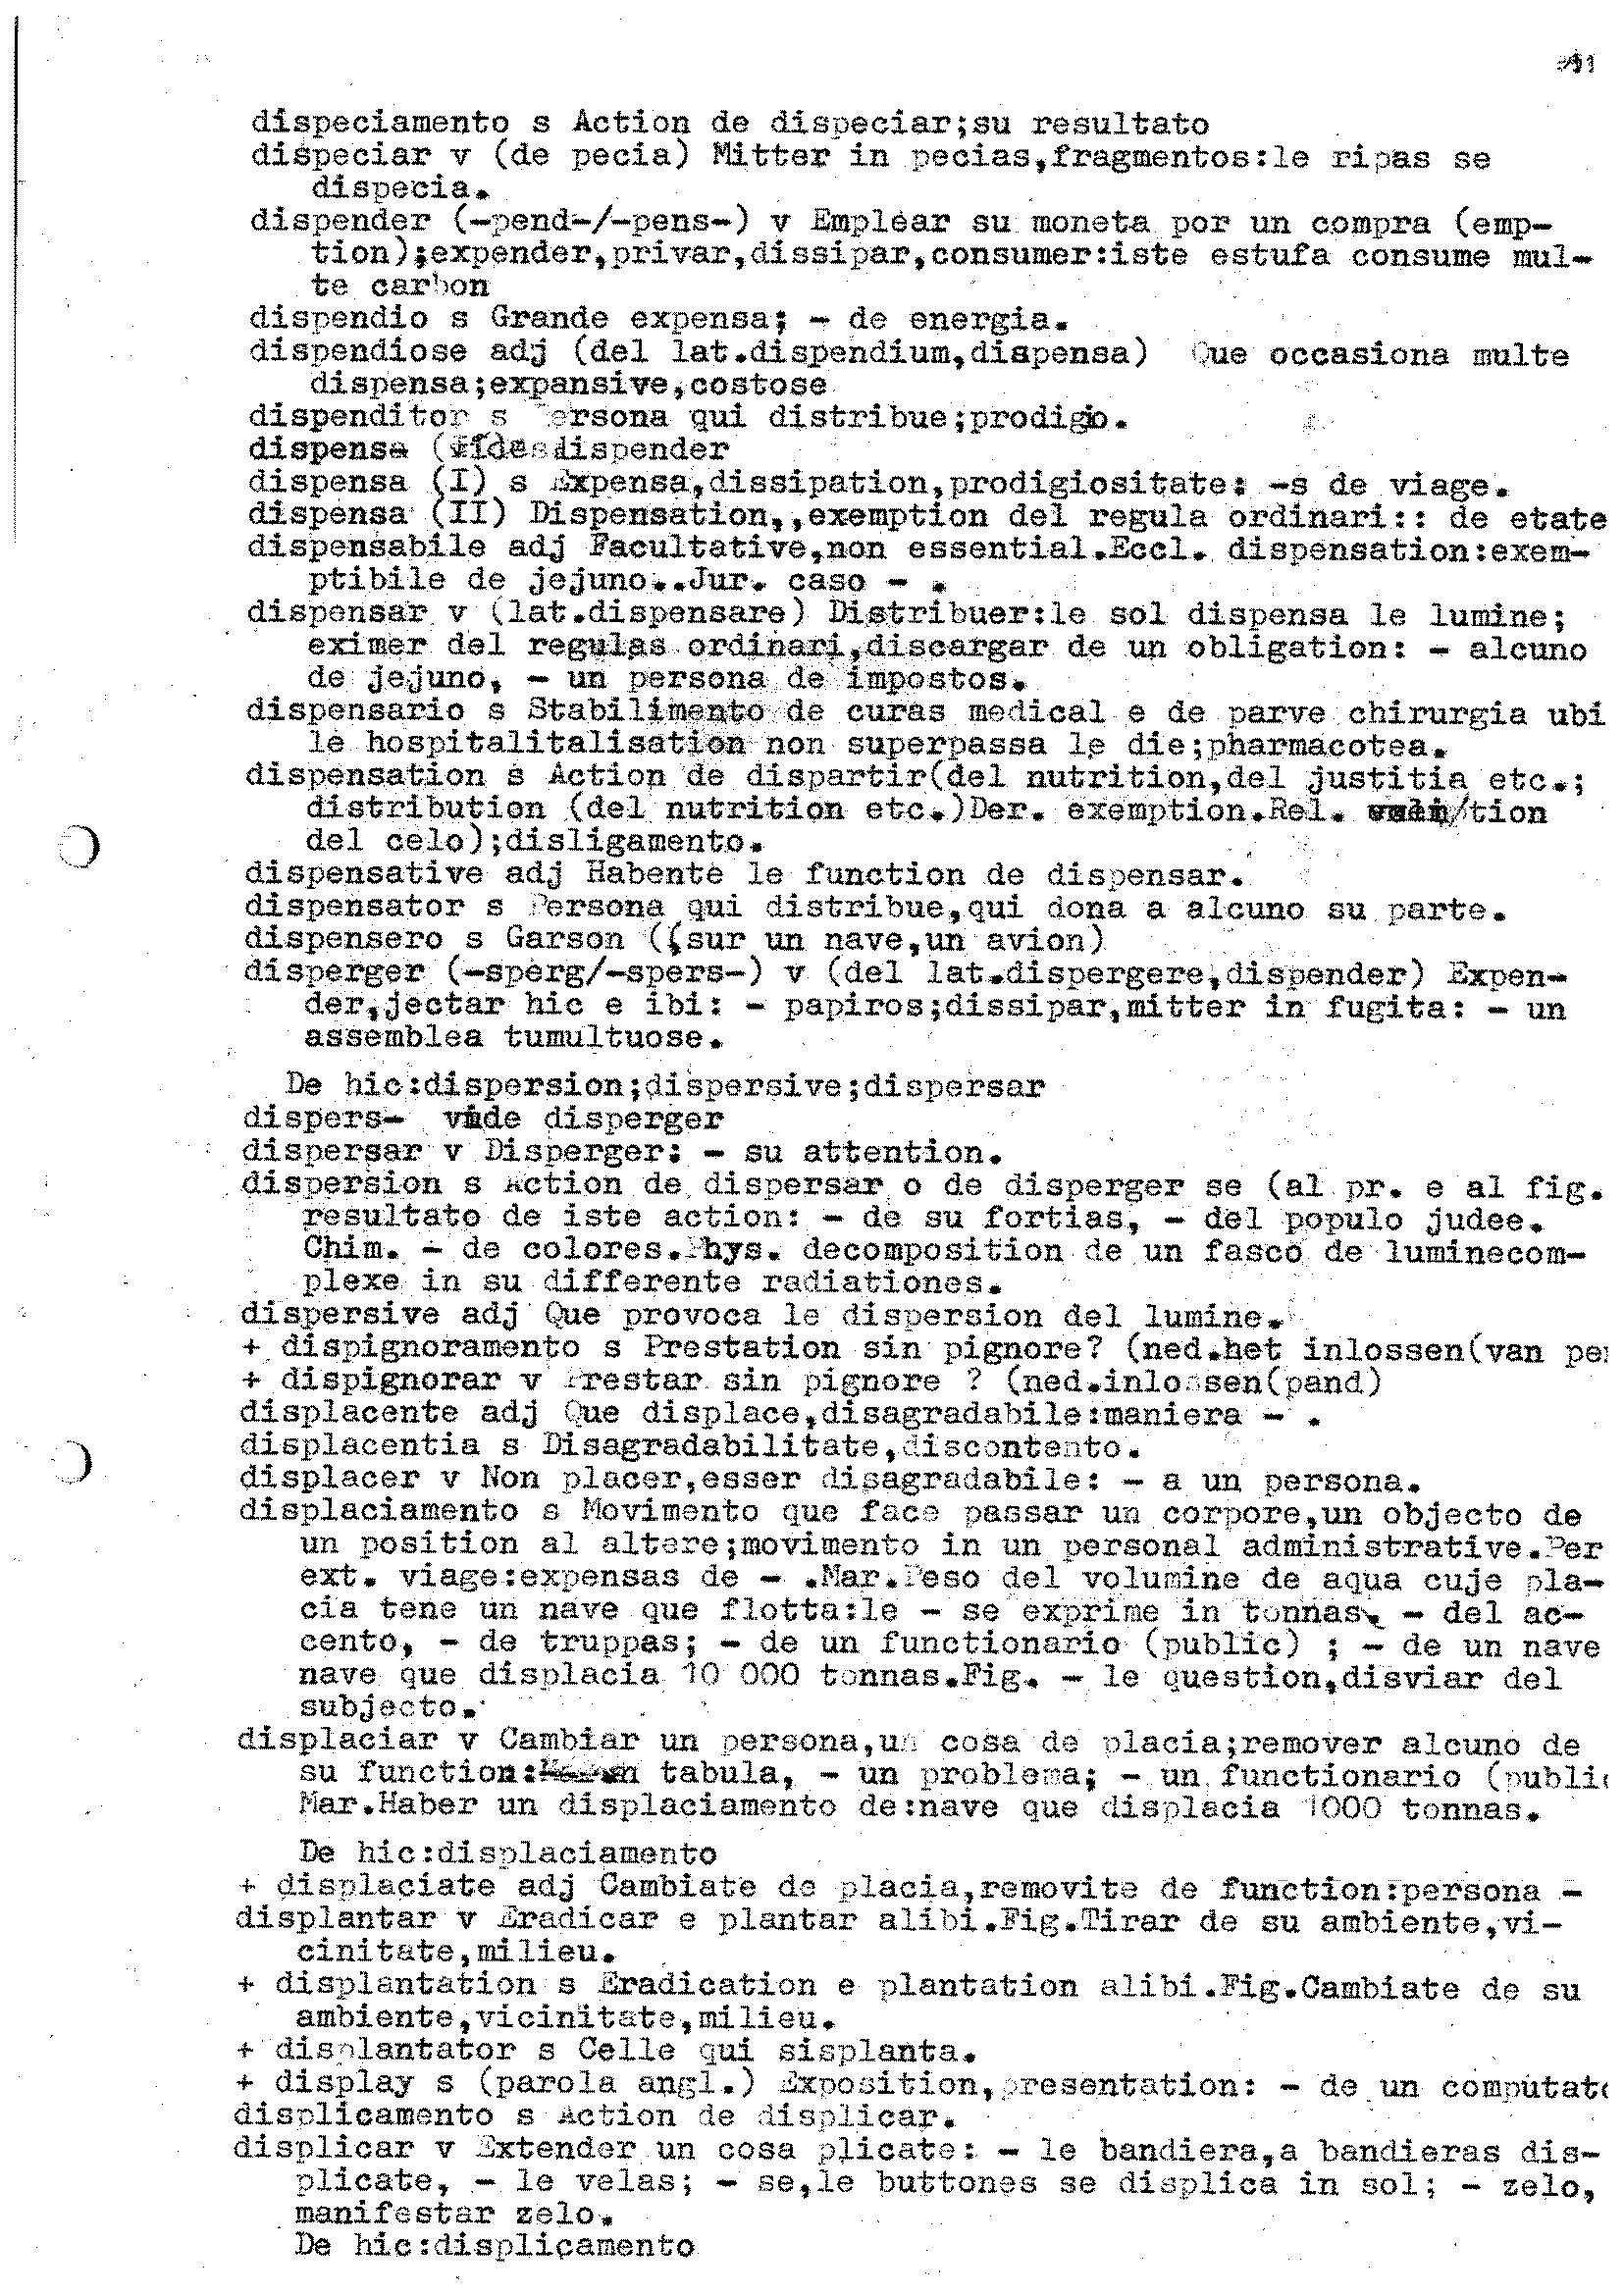 dispeciamento s Action de dispeciar;su resultato
dispeciar v (de pecia) Mitter in pecias,fragmentos:le ripas se
dispecia.
dispender (-pend-/-pens-) v Emplear su moneta por un compra (emp-
tion);expender,privar,dissipar,consumer:iste estufa consume mul-
te carbon
dispendio s Grande expensa; - de energia.
dispendiose adj (del lat.dispendium,dispensa) Que occasiona multe
dispensa;expansive,costose
dispenditor s Persona qui distribue;prodigo.
dispensa ( dispender
dispensa (I) s Expensa,dissipation,prodigiositate: -s de viage.
dispensa (II) Dispensation,,exemption del regula ordinari:: de etate
dispensabile adj Facultative,non essential.Eccl. dispensation:exem-
ptibile de jejuno..Jur. caso - .
dispensar v (lat.dispensare) Distribuer:le sol dispensa le lumine;
eximer del regulas ordinari,discargar de un obligation: - alcuno
de jejuno, - un persona de impostos.
dispensario s Stabilimento de curas medical e de parve chirurgia ubi
le hospitalitalisation non superpassa le die;pharmacotea.
dispensation s Action de dispartir(del nutrition,del justitia etc.;
distribution (del nutrition etc.)Der. exemption.Rel. /tion
del celo);disligamento.
dispensative adj Habente le function de dispensar.
dispensator s Persona qui distribue,qui dona a alcuno su parte.
dispensero s Garson ((sur un nave,un avion)
disperger (-sperg/-spers-) v (del lat.dispergere,dispender) Expen-
der,jectar hic e ibi: - papiros;dissipar,mitter in fugita: - un
assemblea tumultuose.
De hic:dispersion;dispersive;dispersar
dispers- vide disperger
dispersar v Disperger: - su attention.
dispersion s Action de dispersar o de disperger se (al pr. e al fig.
resultato de iste action: - de su fortias, - del populo judee.
Chim. - de colores.Phys. decomposition de un fasco de luminecom-
plexe in su differente radiationes.
dispersive adj Que provoca le dispersion del lumine.
+ dispignoramento s Prestation sin pignore? (ned.het inlossen(van
+ dispignorar v Prestar sin pignore ? (ned.inlossen(pand)
displacente adj Que displace,disagradabile:maniera - .
displacentia s Disagradabilitate,discontento.
displacer v Non placer,esser disagradabile: - a un persona.
displaciamento s Movimento que face passar un corpore,un objecto de
un position al altere;movimento in un personal administrative.Per
ext. viage:expensas de - .Mar.Peso del volumine de aqua cuje pla-
cia tene un nave que flotta:le - se exprime in tonnas, - del ac-
cento, - de truppas; - de un functionario (public) ; - de un nave
nave que displacia 10 000 tonnas.Fig. - le question,disviar del
subjecto.
displaciar v Cambiar un persona,un cosa de placia;remover alcuno de
su function: tabula, - un problema; - un functionario (public
Mar.Haber un displaciamento de:nave que displacia 1000 tonnas.
De hic:displaciamento
+ displaciate adj Cambiate de placia,removite de function:persona -
displantar v Eradicar e plantar alibi.Fig.Tirar de su ambiente,vi-
cinitate,milieu.
+ displantation s Eradication e plantation alibi.Fig.Cambiate de su
ambiente,vicinitate,milieu.
+ displantator s Celle qui sisplanta.
+ display s (parola angl.) Exposition,presentation: - de un computato
displicamento s Action de displicar.
displicar v Extender un cosa plicate: - le bandiera,a bandieras dis-
plicate, - le velas; - se,le buttones se displica in sol; - zelo,
manifestar zelo.
De hic:displicamento